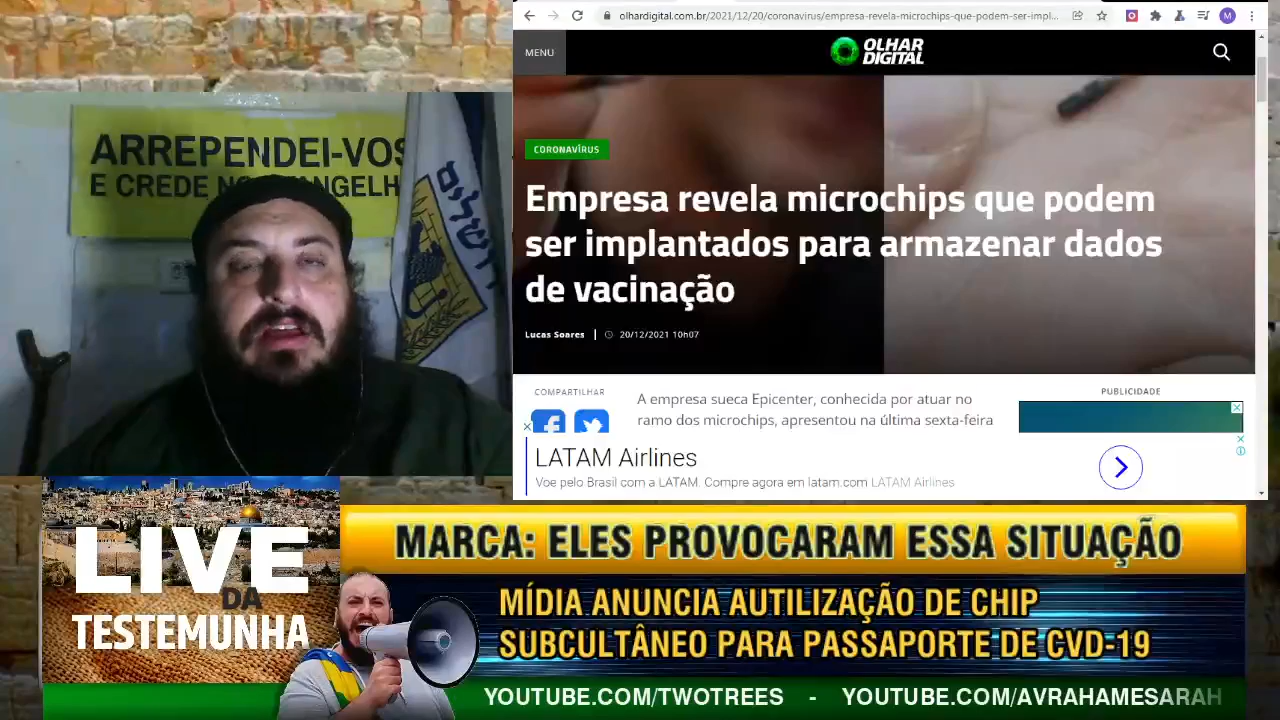 olhardigital.com.br/2021/12/20/coronavirus/empresa-revela-microchips-que-podem-ser-impl...
M
MENU
OLHAR
DIGITAL
CORONAVÍRUS
Empresa revela microchips que podem
ser implantados para armazenar dados
de vacinação
Lucas Soares
20/12/2021 10h07
COMPARTILHAR
A empresa sueca Epicenter, conhecida por atuar no
ramo dos microchips, apresentou na última sexta-feira
PUBLICIDADE
LATAM Airlines
Voe pelo Brasil com a LATAM. Compre agora em latam.com LATAM Airlines
ARREPENDEI-VOS
E CREDE NO
ANGELH
ירושלים
LIVE
DA
TESTEMUNHA
MARCA: ELES PROVOCARAM ESSA SITUAÇÃO
MÍDIA ANUNCIA AUTILIZAÇÃO DE CHIP
SUBCULTÂNEO PARA PASSAPORTE DE CVD-19
YOUTUBE.COM/TWOTREES - YOUTUBE.COM/AVRAHAMESARAH